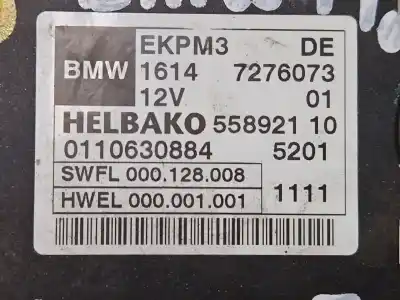 EKPM3 DE
BMW 1614 7276073
12V 01
HELBAKO 558921 10
0110630884 5201
SWFL 000.128.008
HWEL 000.001.001 1111